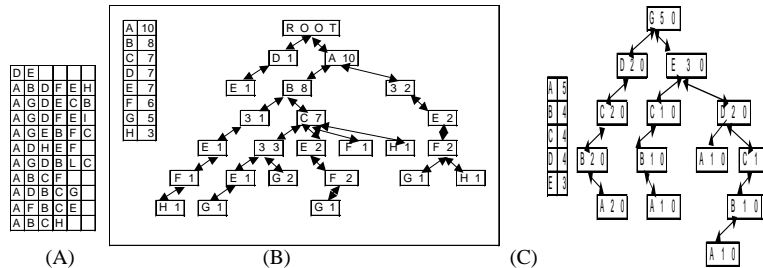 D E
A B D F E H
A G D E C B
A G D F E I
A G E B F C
A D H E F
A G D B L C
A B C F
A D B C G
A F B C E
A B C H
(A)
A 10
B 8
C 7
D 7
E 7
F 6
G 5
H 3
ROOT
D 1 A 10
E 1 B 8 3 2
3 1 C 7 E 2
E 1 3 3 E 2 F 1 H 1 F 2
F 1 E 1 G 2 F 2 G 1 H 1
H 1 G 1 G 1
(B)
A 5
B 4
C 4
D 4
E 3
G 5 0
D 2 0 E 3 0
C 2 0 C 1 0 D 2 0
B 2 0 B 1 0 A 1 0 C 1
A 2 0 A 1 0 B 1 0
A 1 0
(C)